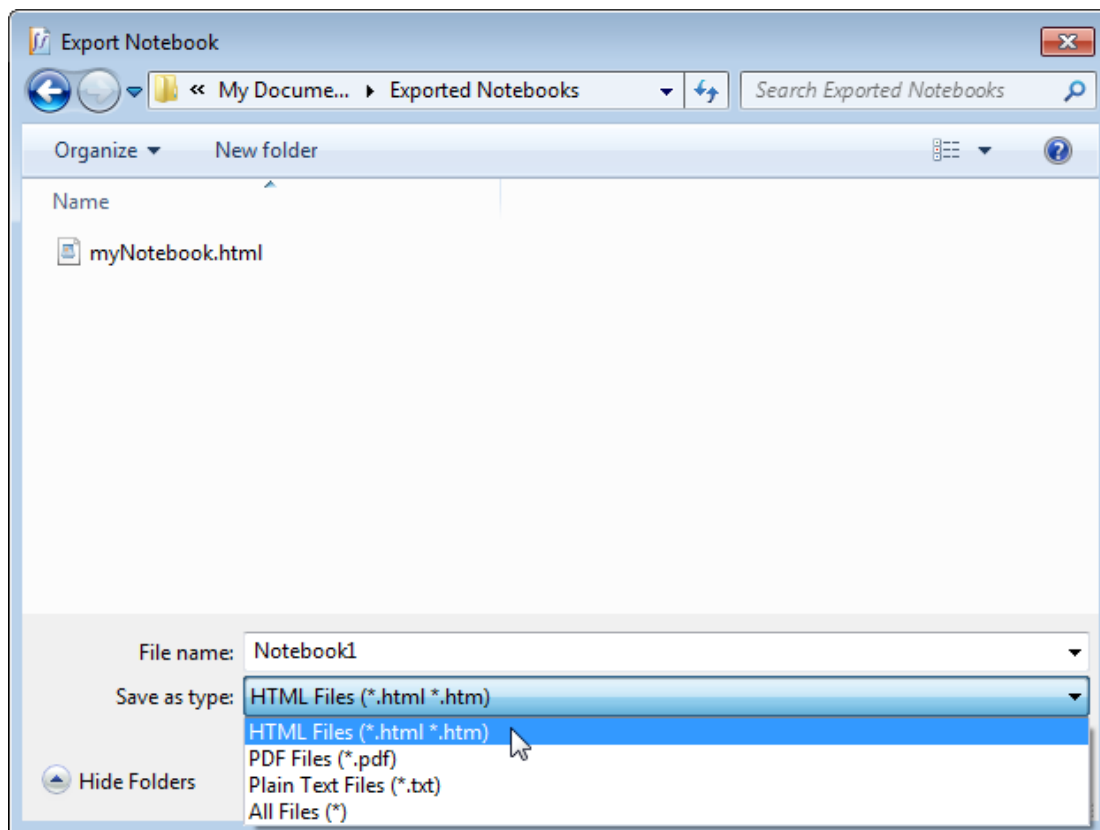 Export Notebook
« My Docume... Exported Notebooks Search Exported Notebooks
Organize New folder
Name
myNotebook.html
File name: Notebook1
Save as type: HTML Files (*.html *.htm)
HTML Files (*.html *.htm)
PDF Files (*.pdf)
Hide Folders Plain Text Files (*.txt)
All Files (*)